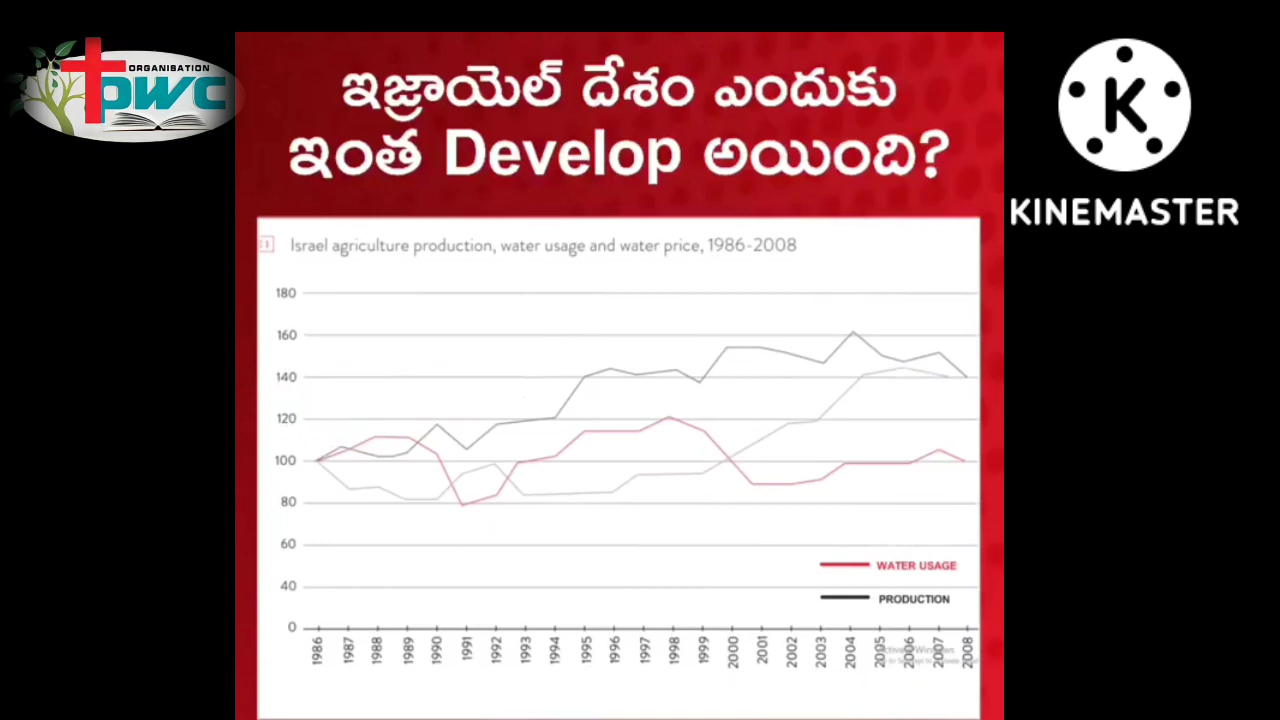 ORGANISATION
PWC
ఇజ్రాయెల్ దేశం ఎందుకు
ఇంత Develop అయింది?
K
KINEMASTER
Israel agriculture production, water usage and water price, 1986-2008
180
160
140
120
100
80
60
40
0
WATER USAGE
PRODUCTION
1986 1987 1988 1989 1990 1991 1992 1993 1994 1995 1996 1997 1998 1999 2000 2001 2002 2003 2004 2005 2006 2007 2008